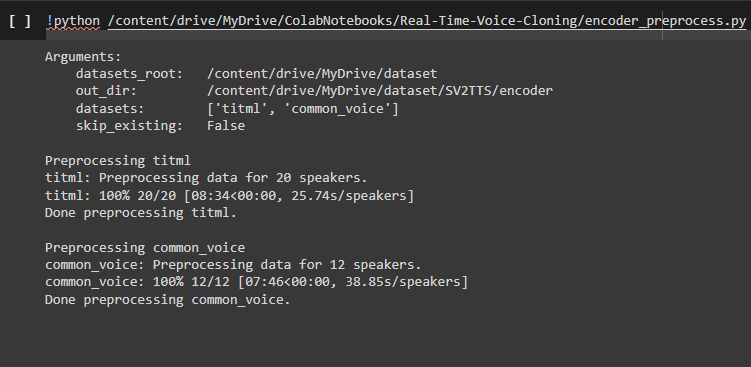 [ ] !python /content/drive/MyDrive/ColabNotebooks/Real-Time-Voice-Cloning/encoder_preprocess.py
Arguments:
    datasets_root:   /content/drive/MyDrive/dataset
    out_dir:         /content/drive/MyDrive/dataset/SV2TTS/encoder
    datasets:        ['titml', 'common_voice']
    skip_existing:   False

Preprocessing titml
titml: Preprocessing data for 20 speakers.
titml: 100% 20/20 [08:34<00:00, 25.74s/speakers]
Done preprocessing titml.

Preprocessing common_voice
common_voice: Preprocessing data for 12 speakers.
common_voice: 100% 12/12 [07:46<00:00, 38.85s/speakers]
Done preprocessing common_voice.